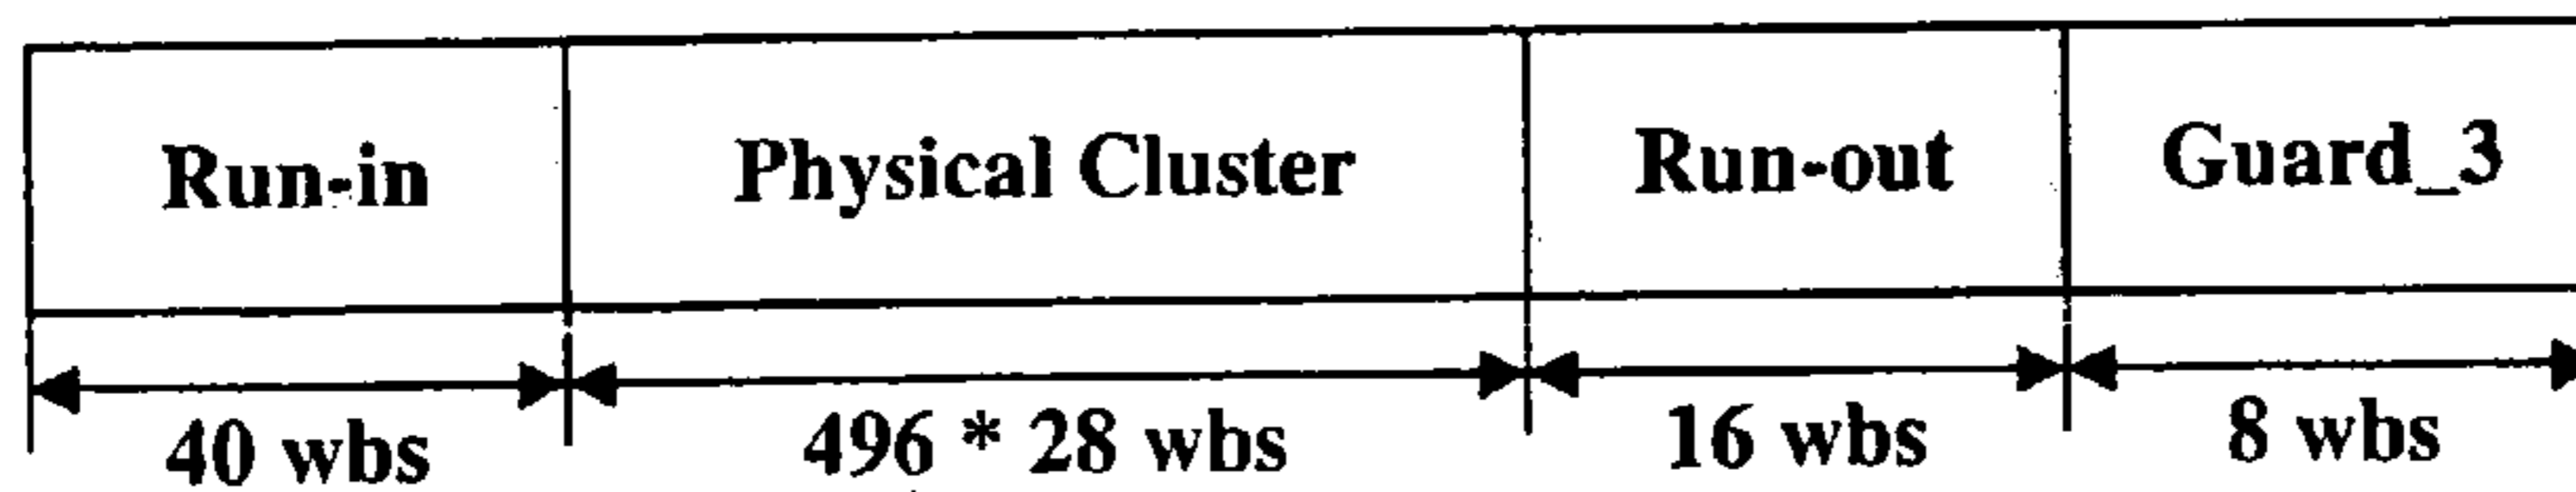 Run-in Physical Cluster Run-out Guard_3
40 wbs 496 * 28 wbs 16 wbs 8 wbs